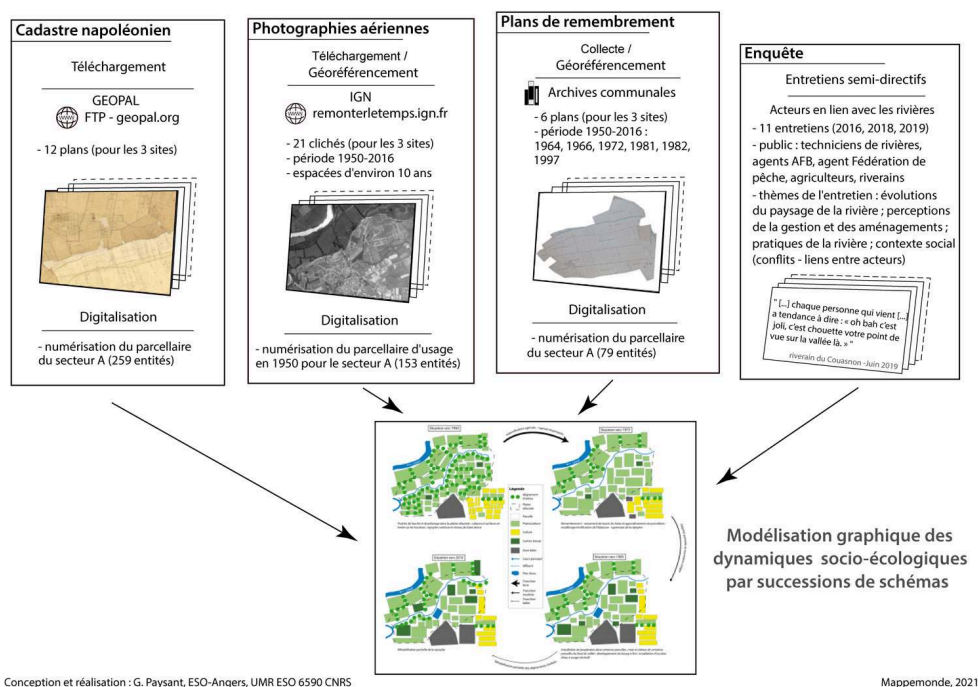 Cadastre napoléonien
Téléchargement
GEOPAL
FTP - geopal.org
- 12 plans (pour les 3 sites)
Digitalisation
- numérisation du parcellaire
du secteur A (259 entités)
Photographies aériennes
Téléchargement /
Géoréférencement
IGN
remonterletemps.ign.fr
- 21 clichés (pour les 3 sites)
- période 1950-2016
- espacées d'environ 10 ans
Digitalisation
- numérisation du parcellaire d'usage
en 1950 pour le secteur A (153 entités)
Plans de remembrement
Collecte /
Géoréférencement
Archives communales
- 6 plans (pour les 3 sites)
- période 1950-2016 :
1964, 1966, 1972, 1981, 1982,
1997
Digitalisation
- numérisation du parcellaire
du secteur A (79 entités)
Enquête
Entretiens semi-directifs
Acteurs en lien avec les rivières
- 11 entretiens (2016, 2018, 2019)
- public : techniciens de rivières,
agents AFB, agent Fédération de
pêche, agriculteurs, riverains
- thèmes de l'entretien : évolutions
du paysage de la rivière ; perceptions
de la gestion et des aménagements ;
pratiques de la rivière ; contexte social
(conflits - liens entre acteurs)
" [...] chaque personne qui vient [...]
a tendance à dire : « oh bah c'est
joli, c'est chouette votre point de
vue sur la vallée là. » "
riverain du Couasnon -Juin 2019
Légende
Modélisation graphique des
dynamiques socio-écologiques
par successions de schémas
Conception et réalisation : G. Paysant, ESO-Angers, UMR ESO 6590 CNRS
Mappemonde, 2021